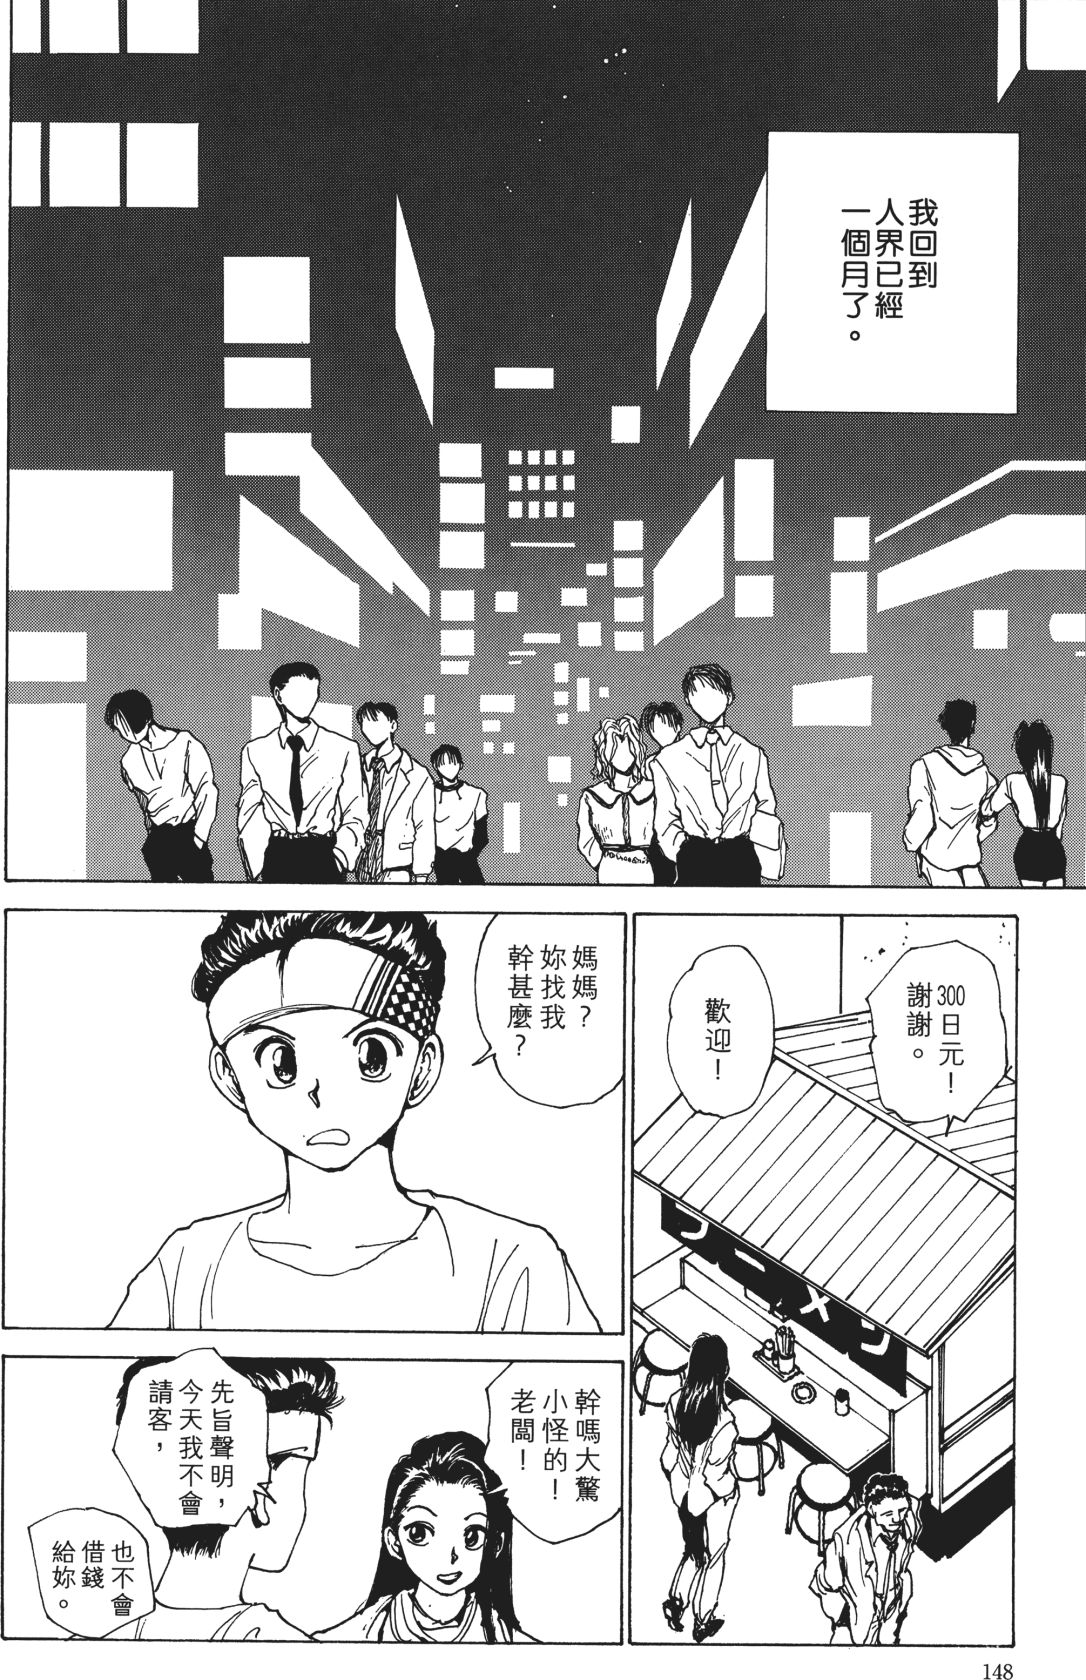 我回到
人界已經
一個月了。
300日元！
謝謝。
歡迎！
ラーメン
媽媽？
妳找我
幹甚麼？
幹嗎大驚
小怪的！
老闆！
先旨聲明，
今天我不會
請客，
也不會
借錢
給妳。
148